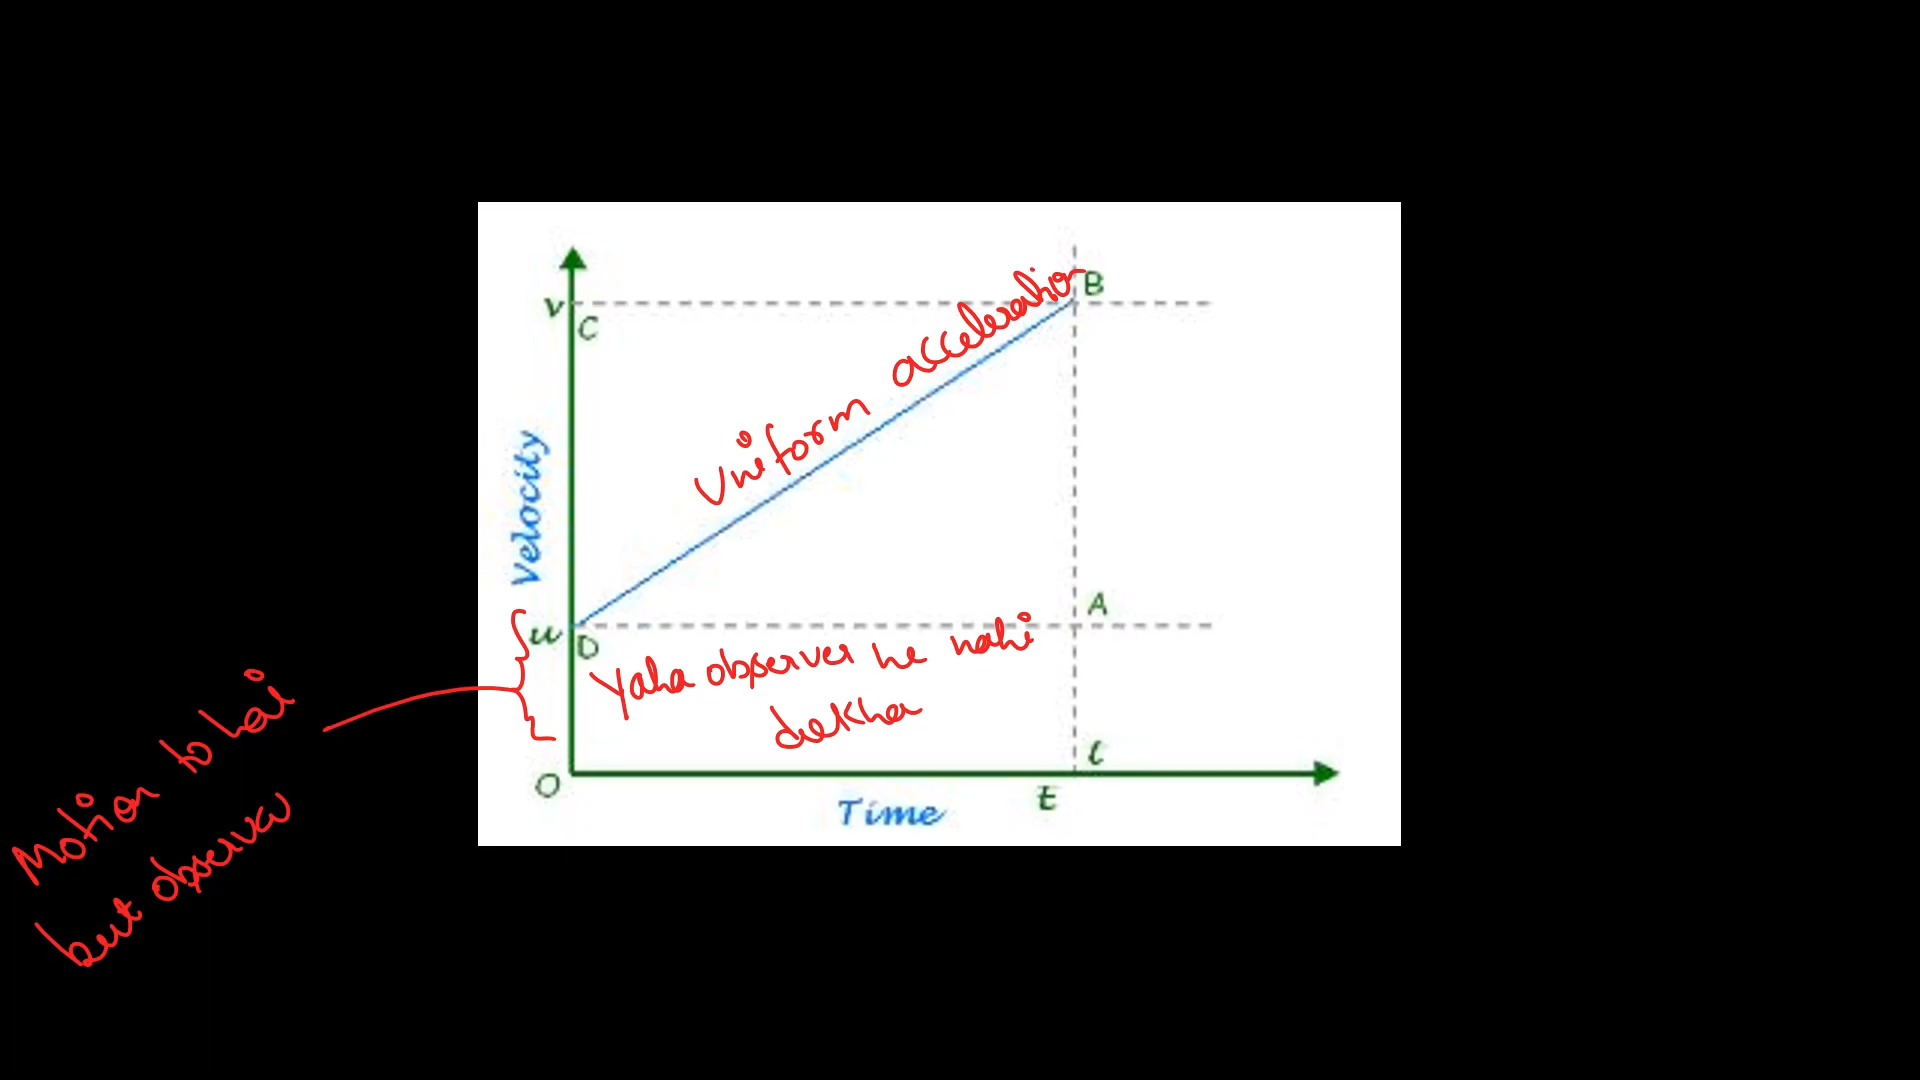 B
v
C
Uniform acceleration
Velocity
A
u
D
Yaha observer ne nahi
dekha
Motion to hai
but observer
t
O
t
Time